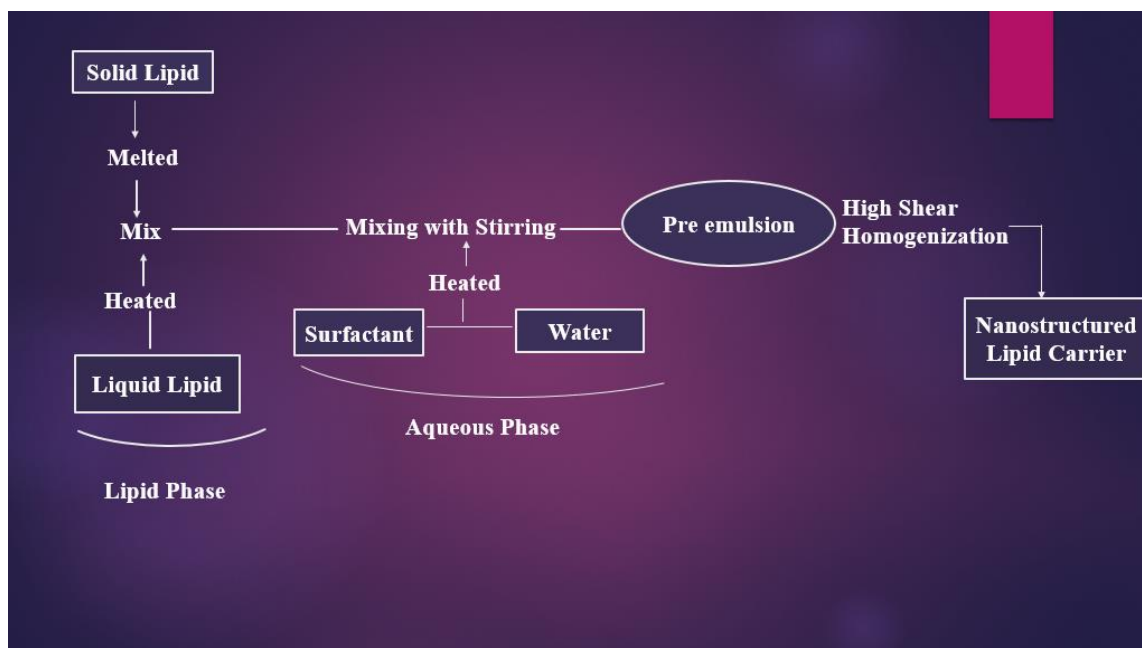 Solid Lipid
Melted
Mix
Heated
Liquid Lipid
Lipid Phase
Mixing with Stirring
Heated
Surfactant
Water
Aqueous Phase
Pre emulsion
High Shear
Homogenization
Nanostructured
Lipid Carrier